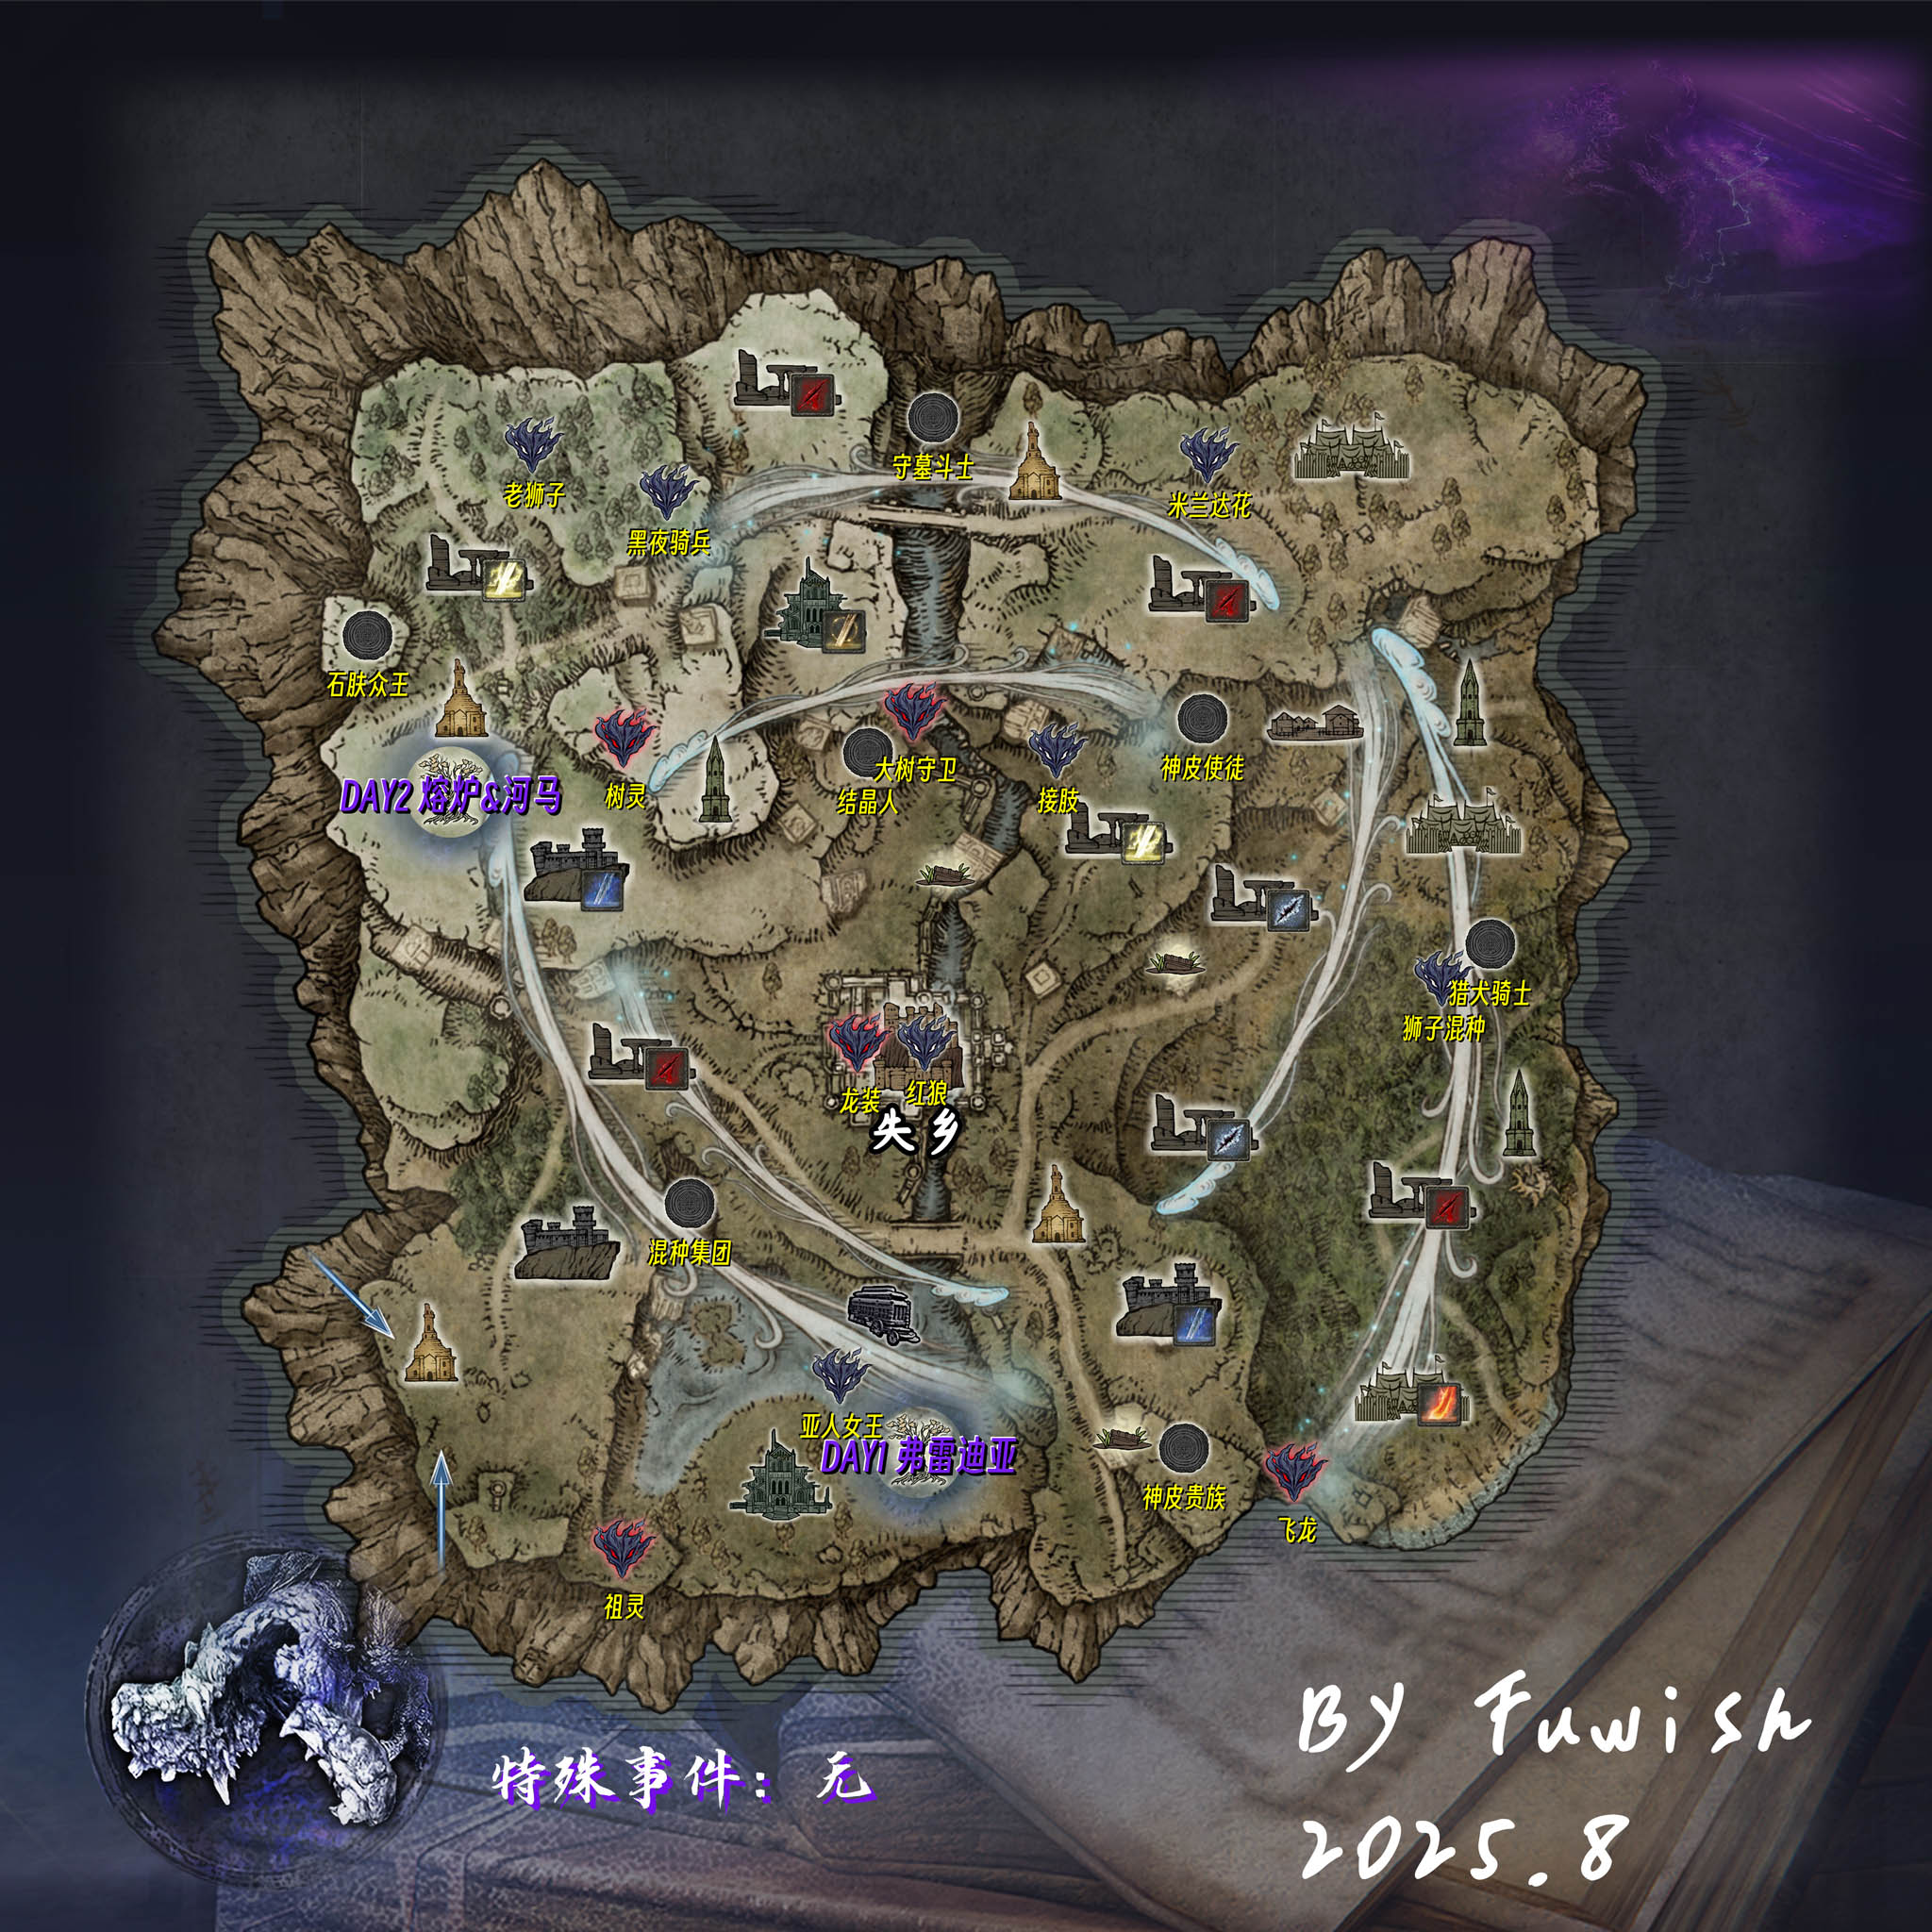 守墓斗士
老狮子
米兰达花
黑夜骑兵
石肤众王
神皮使徒
大树守卫
DAY2 熔炉&河马
树灵
结晶人
接肢
猎犬骑士
狮子混种
龙装
红狼
失乡
混种集团
亚人女王
DAY1 弗雷迪亚
神皮贵族
飞龙
祖灵
特殊事件：无
BY Fuwish
2025.8